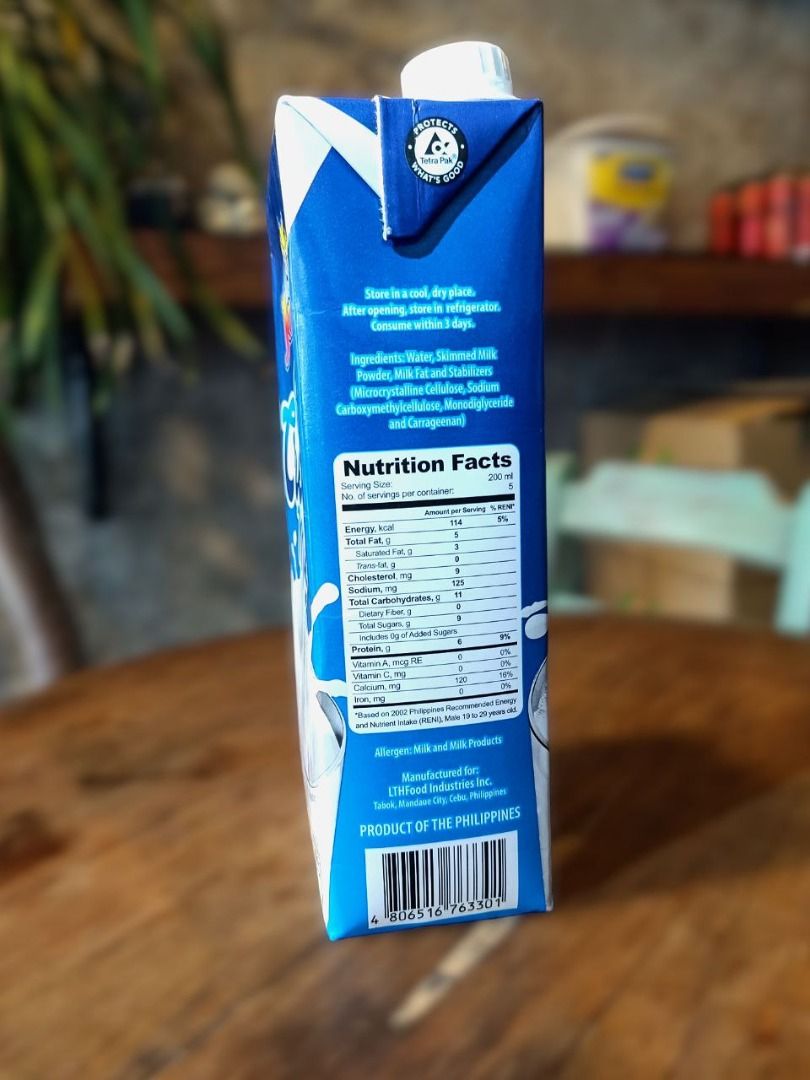 PROTECTS
Tetra Pak®
WHAT'S GOOD
Store in a cool, dry place.
After opening, store in refrigerator.
Consume within 3 days.
Ingredients: Water, Skimmed Milk
Powder, Milk Fat and Stabilizers
(Microcrystalline Cellulose, Sodium
Carboxymethylcellulose, Monodiglyceride
and Carrageenan)
Nutrition Facts
Serving Size: 200 ml
No. of servings per container: 5
Amount per Serving % RENI*
Energy, kcal 114 5%
Total Fat, g 5
Saturated Fat, g 3
Trans-fat, g 0
Cholesterol, mg 9
Sodium, mg 125
Total Carbohydrates, g 11
Dietary Fiber, g 0
Total Sugars, g 9
Includes 0g of Added Sugars
Protein, g 6 9%
Vitamin A, mcg RE 0 0%
Vitamin C, mg 0 0%
Calcium, mg 120 16%
Iron, mg 0 0%
*Based on 2002 Philippines Recommended Energy
and Nutrient Intake (RENI), Male 19 to 29 years old.
Allergen: Milk and Milk Products
Manufactured for:
LTHFood Industries Inc.
Tabok, Mandaue City, Cebu, Philippines
PRODUCT OF THE PHILIPPINES
4 806516 763301